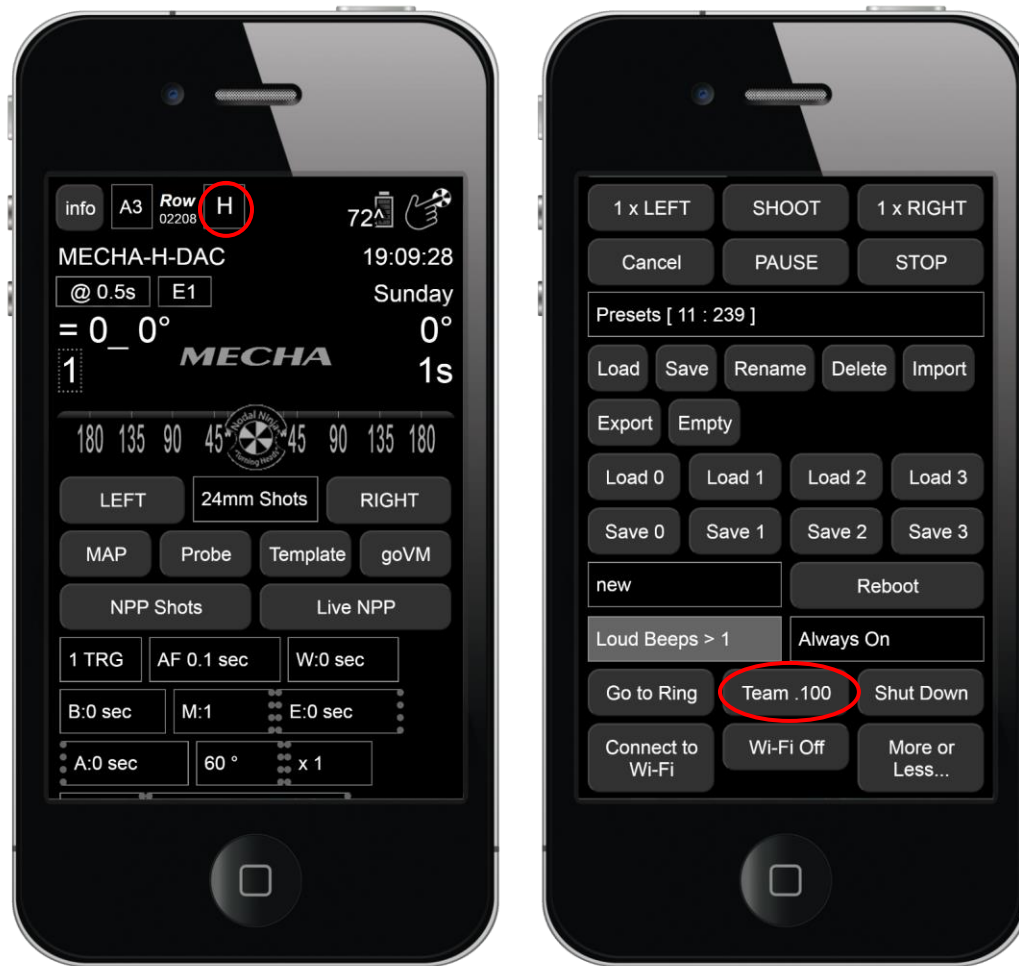 info A3 Row 02208 H 72^
MECHA-H-DAC 19:09:28
@ 0.5s E1 Sunday
= 0_ 0° 0°
MECHA
1 1s
180 135 90 45 45 90 135 180
Nodal Ninja
Turning Heads
LEFT 24mm Shots RIGHT
MAP Probe Template goVM
NPP Shots Live NPP
1 TRG AF 0.1 sec W:0 sec
B:0 sec M:1 E:0 sec
A:0 sec 60 ° x 1
1 x LEFT SHOOT 1 x RIGHT
Cancel PAUSE STOP
Presets [ 11 : 239 ]
Load Save Rename Delete Import
Export Empty
Load 0 Load 1 Load 2 Load 3
Save 0 Save 1 Save 2 Save 3
new Reboot
Loud Beeps > 1 Always On
Go to Ring Team .100 Shut Down
Connect to Wi-Fi Off More or
Wi-Fi Less...